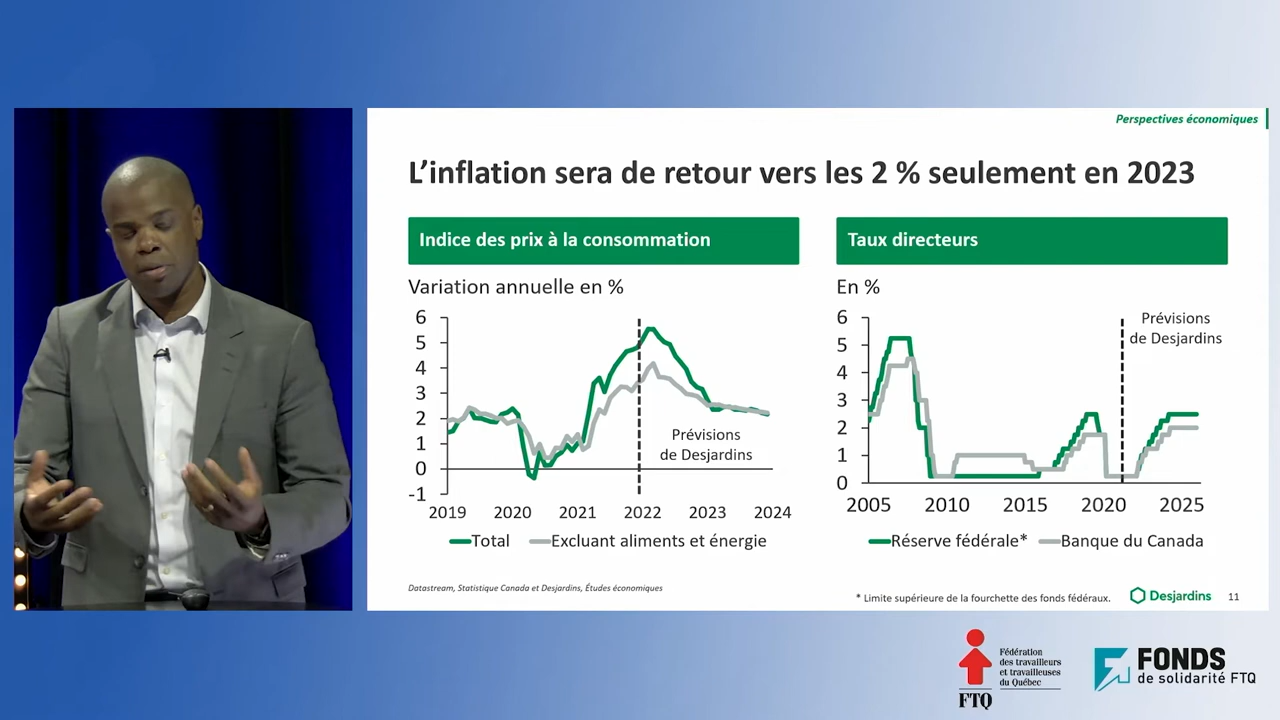 Perspectives économiques
L'inflation sera de retour vers les 2 % seulement en 2023
Indice des prix à la consommation
Variation annuelle en %
6
5
4
3
2
1
0
-1
2019 2020 2021 2022 2023 2024
Prévisions
de Desjardins
Total Excluant aliments et énergie
Taux directeurs
En %
6
5
4
3
2
1
0
2005 2010 2015 2020 2025
Prévisions
de Desjardins
Réserve fédérale* Banque du Canada
Datastream, Statistique Canada et Desjardins, Études économiques
* Limite supérieure de la fourchette des fonds fédéraux.
Desjardins
11
FTQ
Fédération
des travailleurs
et travailleuses
du Québec
FONDS
de solidarité FTQ